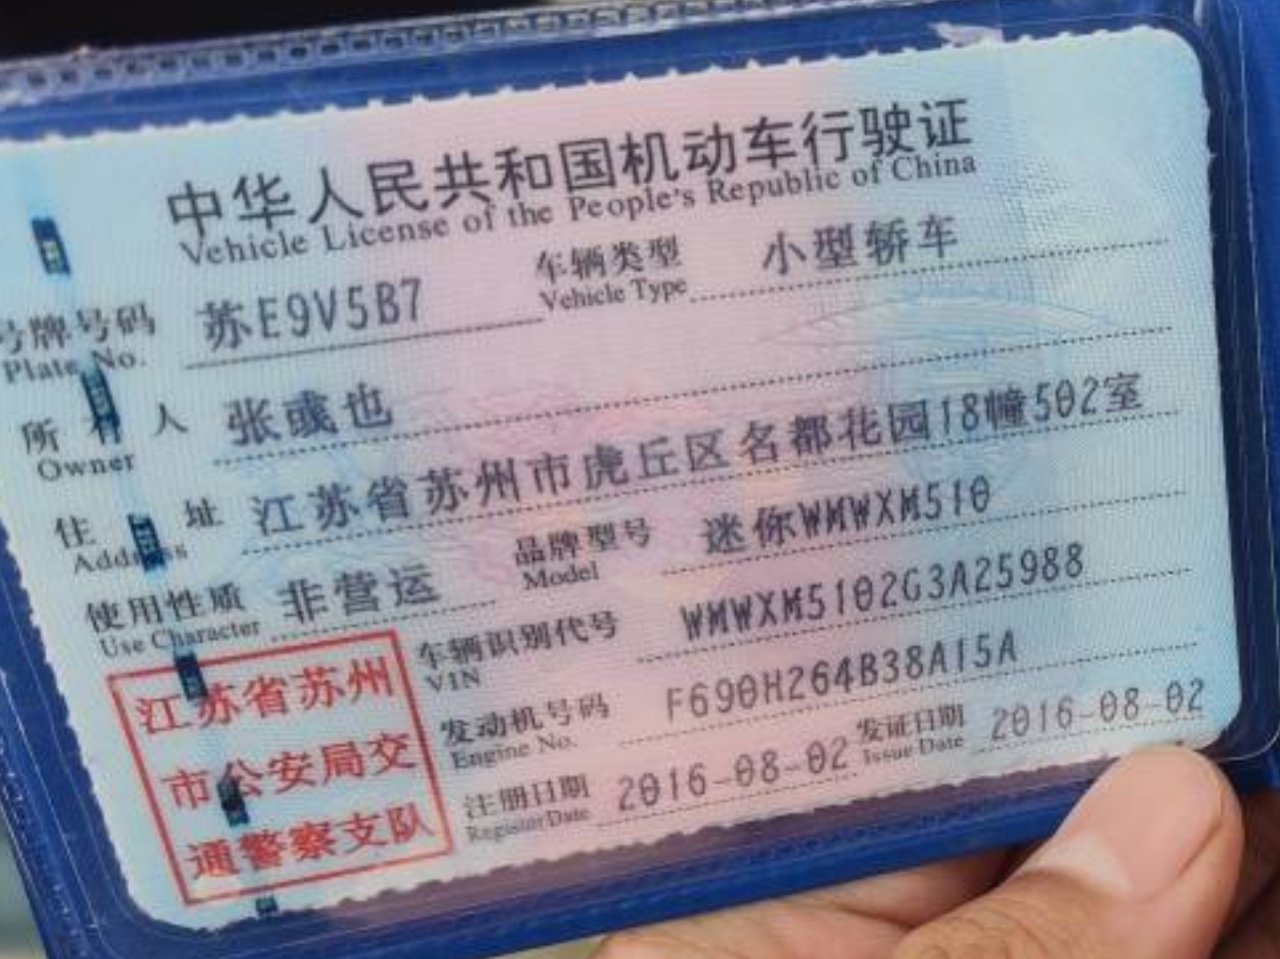 中华人民共和国机动车行驶证
Vehicle License of the People's Republic of China
号牌号码 苏E9V5B7 车辆类型 小型轿车
Plate No. Vehicle Type
所有人 张彧也
Owner
住址 江苏省苏州市虎丘区名都花园18幢502室
Address
使用性质 非营运 品牌型号 迷你WMWXM510
Use Character Model
车辆识别代号 WMWXM5102G3A25988
VIN
发动机号码 F690H264B38A15A
Engine No.
注册日期 2016-08-02 发证日期 2016-08-02
Register Date Issue Date
江苏省苏州
市公安局交
通警察支队